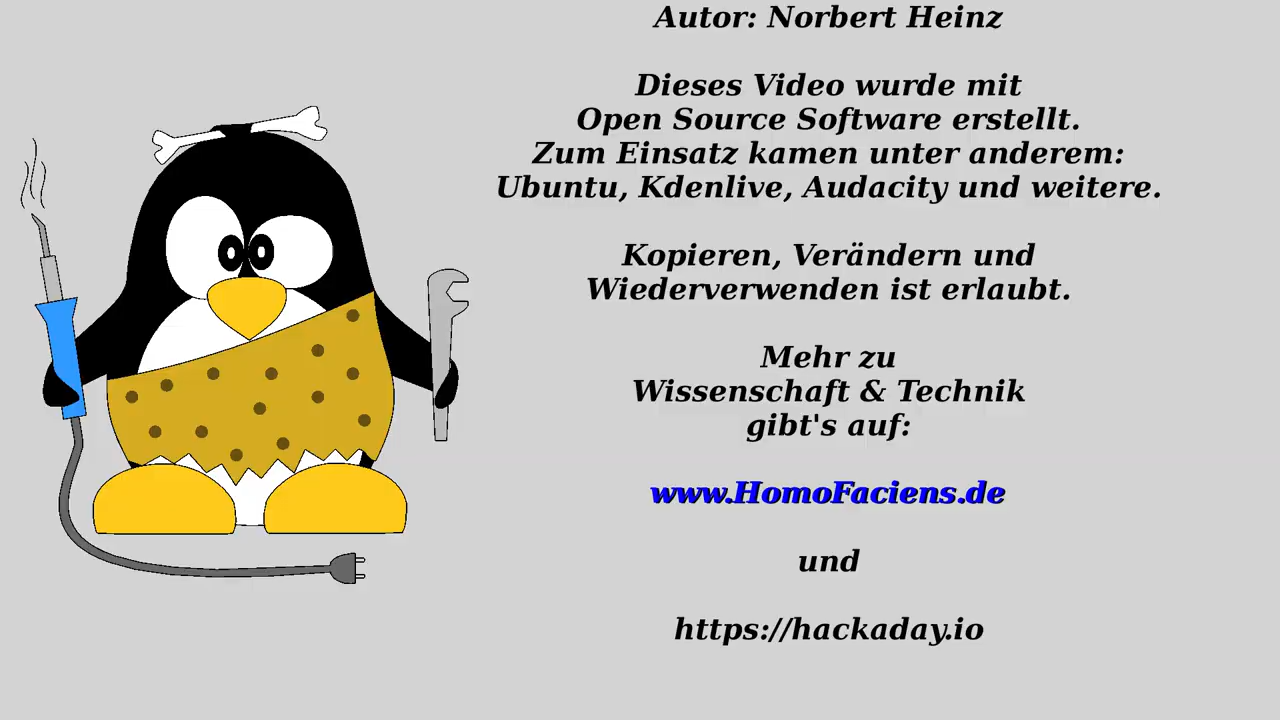 Autor: Norbert Heinz
Dieses Video wurde mit
Open Source Software erstellt.
Zum Einsatz kamen unter anderem:
Ubuntu, Kdenlive, Audacity und weitere.
Kopieren, Verändern und
Wiederverwenden ist erlaubt.
Mehr zu
Wissenschaft & Technik
gibt's auf:
www.HomoFaciens.de
und
https://hackaday.io